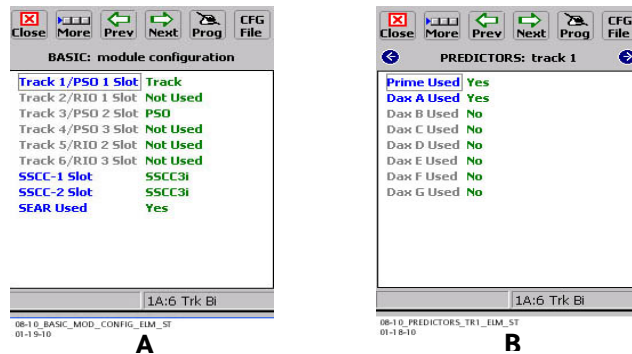 Close More Prev Next Prog CFG File
BASIC: module configuration
Track 1/PSO 1 Slot Track
Track 2/RIO 1 Slot Not Used
Track 3/PSO 2 Slot PSO
Track 4/PSO 3 Slot Not Used
Track 5/RIO 2 Slot Not Used
Track 6/RIO 3 Slot Not Used
SSCC-1 Slot SSCC3i
SSCC-2 Slot SSCC3i
SEAR Used Yes
1A:6 Trk Bi
08-10_BASIC_MOD_CONFIG_ELM_ST
01-19-10
A
Close More Prev Next Prog CFG File
PREDICTORS: track 1
Prime Used Yes
Dax A Used Yes
Dax B Used No
Dax C Used No
Dax D Used No
Dax E Used No
Dax F Used No
Dax G Used No
1A:6 Trk Bi
08-10_PREDICTORS_TR1_ELM_ST
01-18-10
B